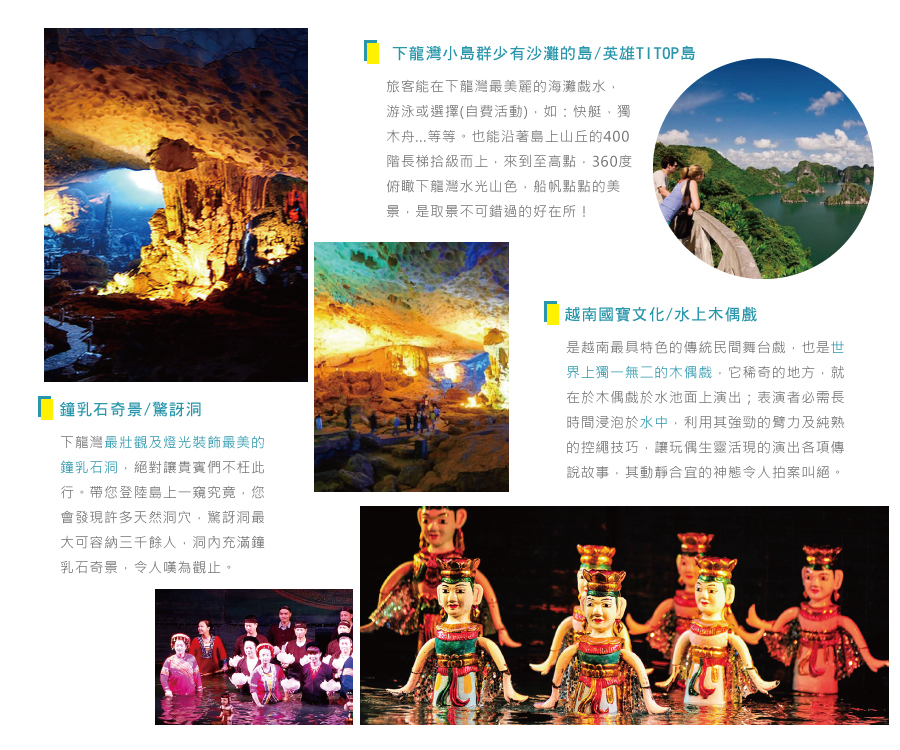 下龍灣小島群少有沙灘的島/英雄TITOP島
旅客能在下龍灣最美麗的海灘戲水，
游泳或選擇(自費活動)，如：快艇，獨
木舟...等等。也能沿著島上山丘的400
階長梯拾級而上，來到至高點，360度
俯瞰下龍灣水光山色，船帆點點的美
景，是取景不可錯過的好在所！
越南國寶文化/水上木偶戲
是越南最具特色的傳統民間舞台戲，也是世
界上獨一無二的木偶戲，它稀奇的地方，就
在於木偶戲於水池面上演出；表演者必需長
時間浸泡於水中，利用其強勁的臂力及純熟
的控繩技巧，讓玩偶生靈活現的演出各項傳
說故事，其動靜合宜的神態令人拍案叫絕。
鐘乳石奇景/驚訝洞
下龍灣最壯觀及燈光裝飾最美的
鐘乳石洞，絕對讓貴賓們不枉此
行。帶您登陸島上一窺究竟，您
會發現許多天然洞穴，驚訝洞最
大可容納三千餘人，洞內充滿鐘
乳石奇景，令人嘆為觀止。